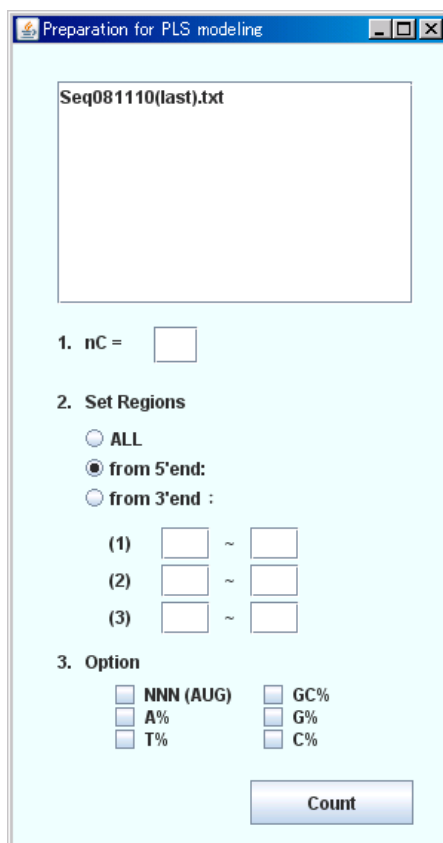 Preparation for PLS modeling
Seq081110(last).txt
1. nC =
2. Set Regions
ALL
from 5'end:
from 3'end :
(1) ~
(2) ~
(3) ~
3. Option
NNN (AUG) GC%
A% G%
T% C%
Count